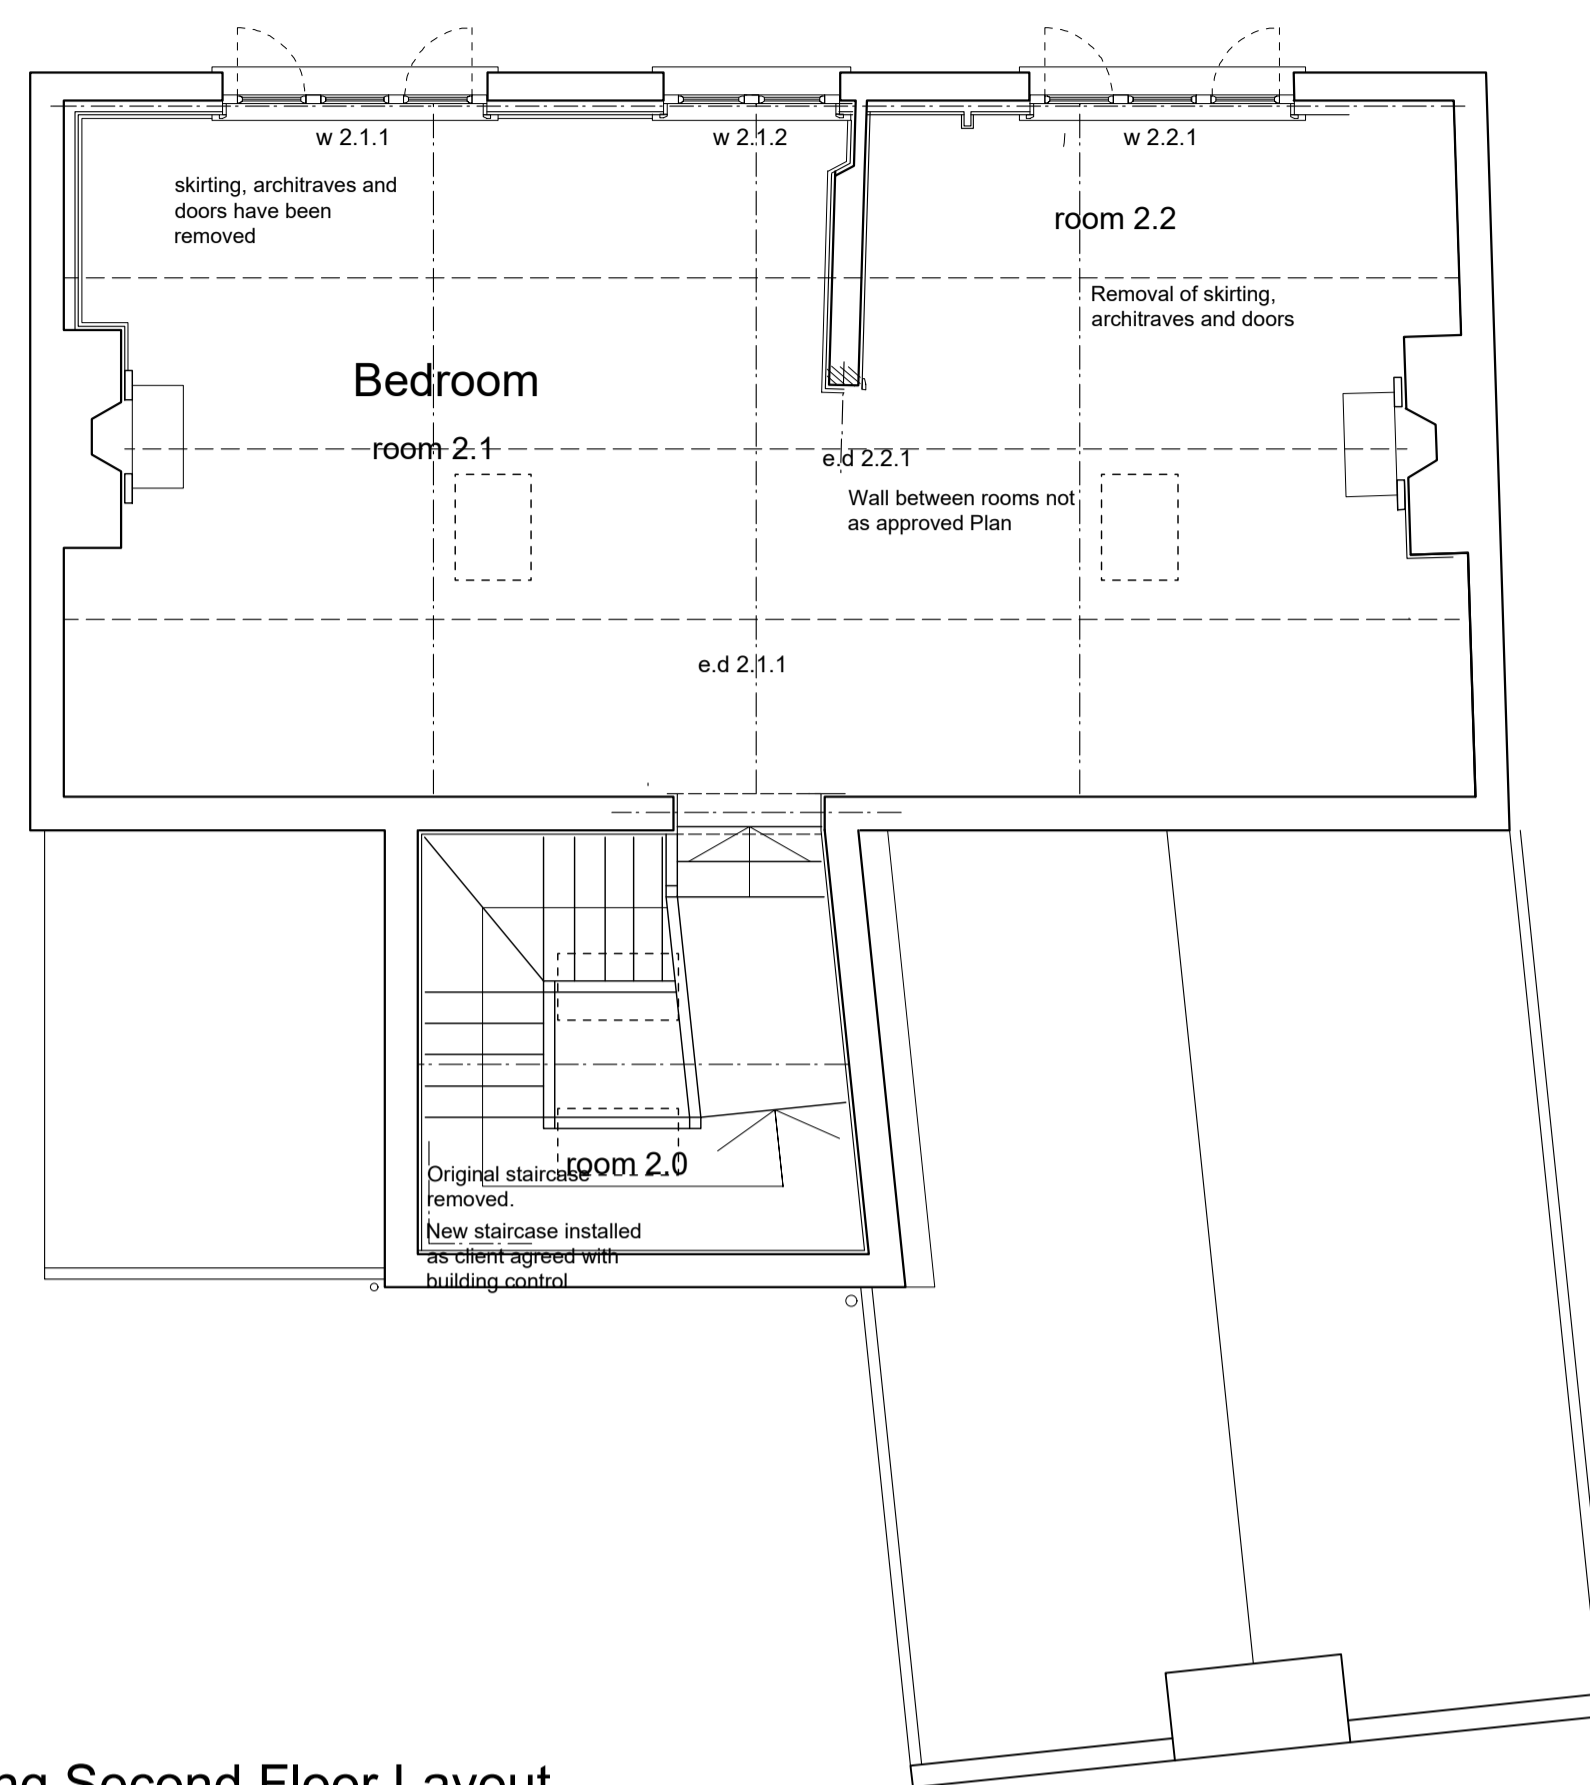 w 2.1.1
w 2.1.2
w 2.2.1
skirting, architraves and
doors have been
removed
room 2.2
Removal of skirting,
architraves and doors
Bedroom
room 2.1
e.d 2.2.1
Wall between rooms not
as approved Plan
e.d 2.1.1
room 2.0
Original staircase
removed.
New staircase installed
as client agreed with
building control
Second Floor Layout